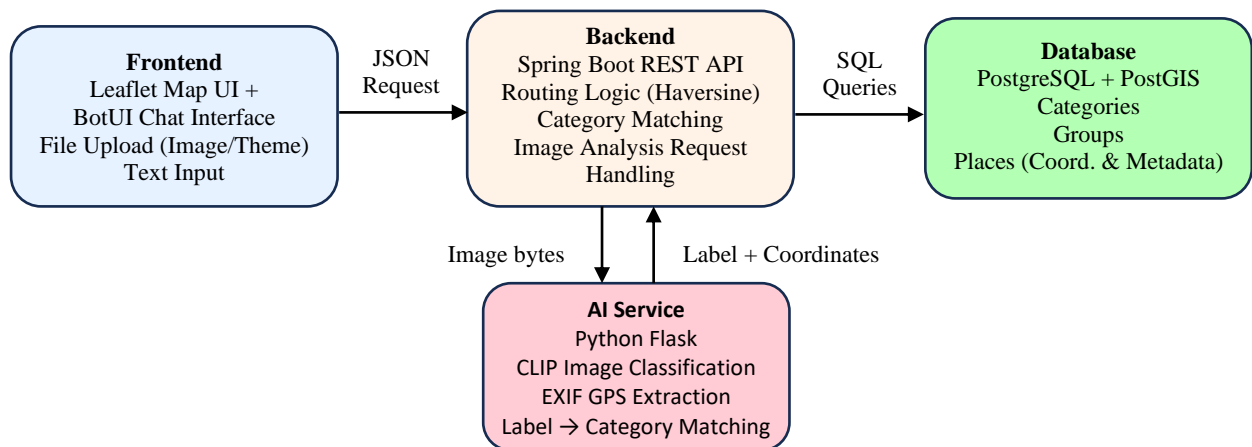 Frontend
Leaflet Map UI +
BotUI Chat Interface
File Upload (Image/Theme)
Text Input
JSON
Request
Backend
Spring Boot REST API
Routing Logic (Haversine)
Category Matching
Image Analysis Request
Handling
SQL
Queries
Database
PostgreSQL + PostGIS
Categories
Groups
Places (Coord. & Metadata)
Image bytes
Label + Coordinates
AI Service
Python Flask
CLIP Image Classification
EXIF GPS Extraction
Label → Category Matching